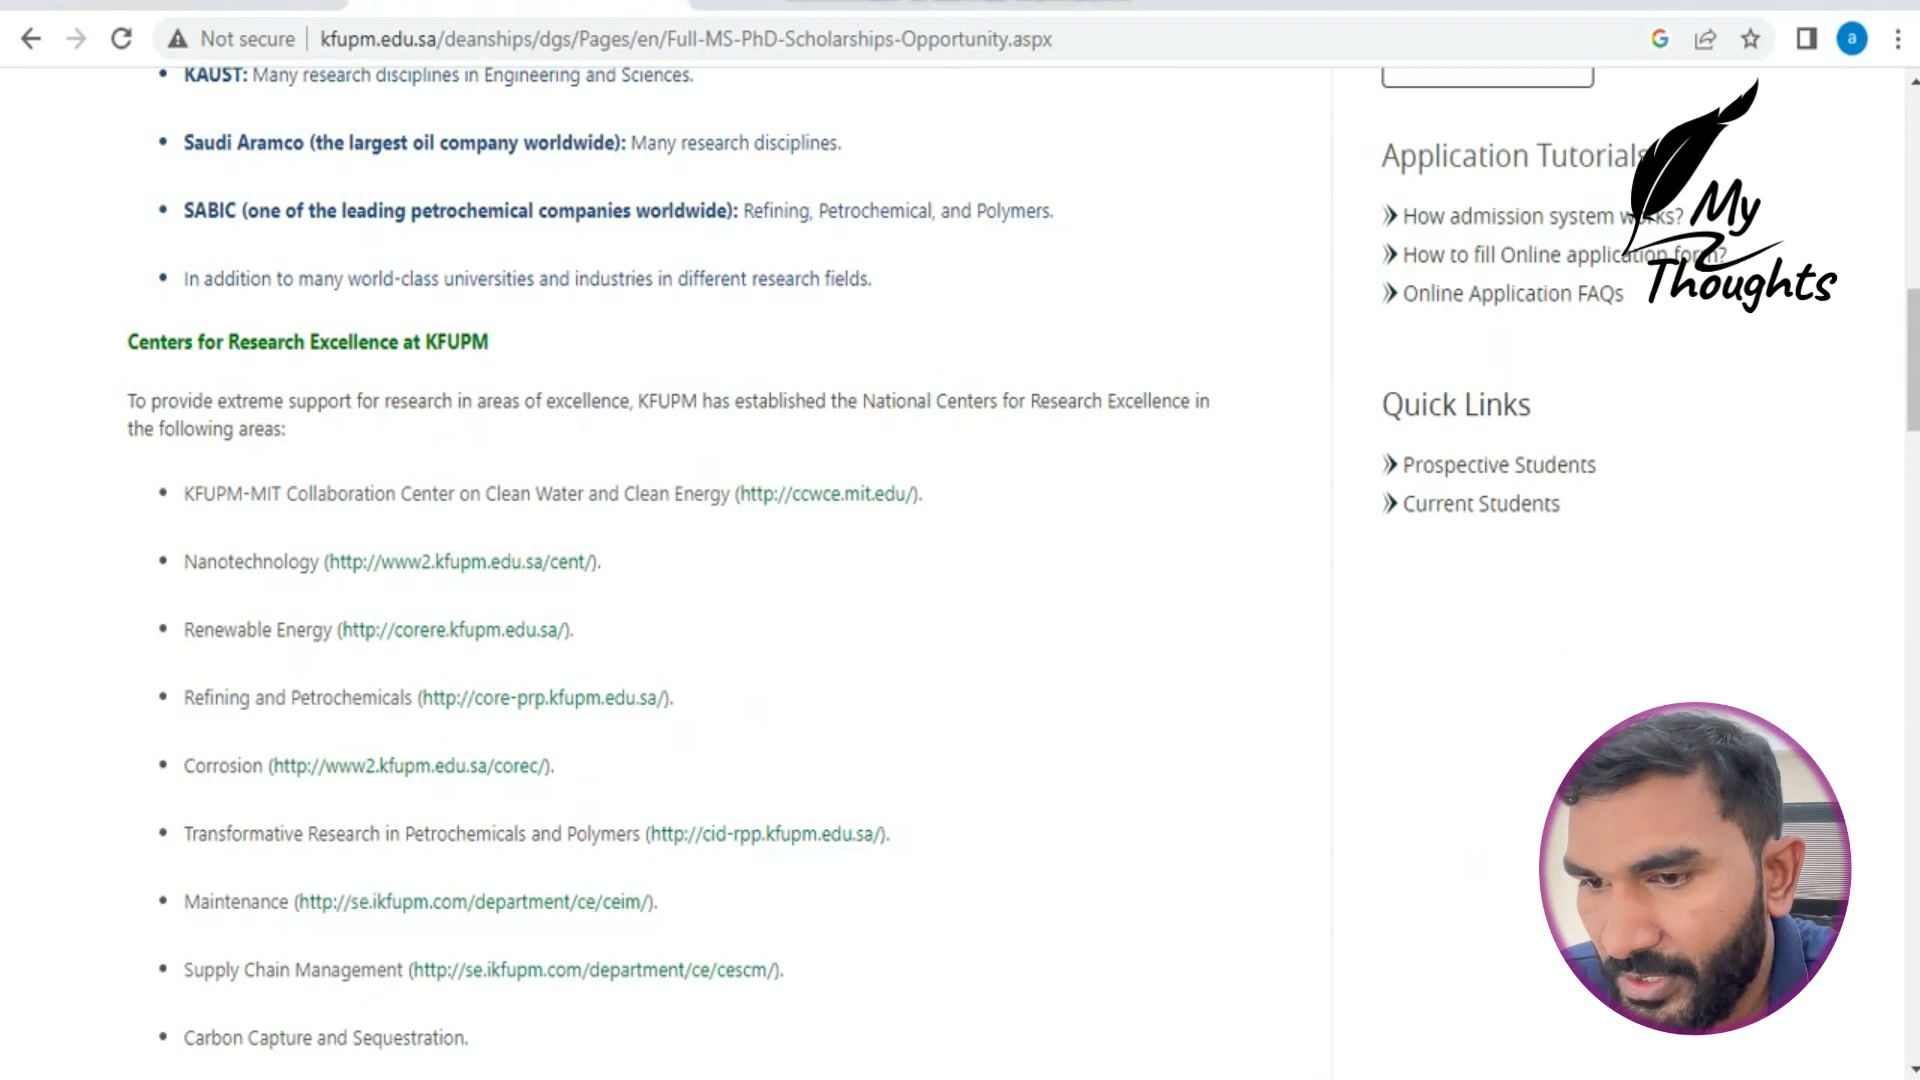 Not secure
kfupm.edu.sa/deanships/dgs/Pages/en/Full-MS-PhD-Scholarships-Opportunity.aspx
a
• KAUST: Many research disciplines in Engineering and Sciences.
• Saudi Aramco (the largest oil company worldwide): Many research disciplines.
• SABIC (one of the leading petrochemical companies worldwide): Refining, Petrochemical, and Polymers.
• In addition to many world-class universities and industries in different research fields.
Centers for Research Excellence at KFUPM
To provide extreme support for research in areas of excellence, KFUPM has established the National Centers for Research Excellence in
the following areas:
• KFUPM-MIT Collaboration Center on Clean Water and Clean Energy (http://ccwce.mit.edu/).
• Nanotechnology (http://www2.kfupm.edu.sa/cent/).
• Renewable Energy (http://corere.kfupm.edu.sa/).
• Refining and Petrochemicals (http://core-prp.kfupm.edu.sa/).
• Corrosion (http://www2.kfupm.edu.sa/corec/).
• Transformative Research in Petrochemicals and Polymers (http://cid-rpp.kfupm.edu.sa/).
• Maintenance (http://se.ikfupm.com/department/ce/ceim/).
• Supply Chain Management (http://se.ikfupm.com/department/ce/cescm/).
• Carbon Capture and Sequestration.
Application Tutorials
How admission system works?
How to fill Online application form?
Online Application FAQs
My
Thoughts
Quick Links
Prospective Students
Current Students